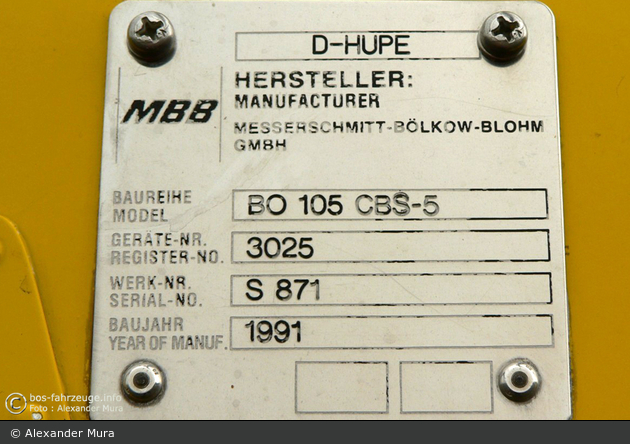 D-HUPE
MBB
HERSTELLER:
MANUFACTURER
MESSERSCHMITT-BÖLKOW-BLOHM
GMBH
BAUREIHE
MODEL
BO 105 CBS-5
GERÄTE-NR.
REGISTER-NO.
3025
WERK-NR.
SERIAL-NO.
S 871
BAUJAHR
YEAR OF MANUF.
1991
© bos-fahrzeuge.info
Foto : Alexander Mura
© Alexander Mura